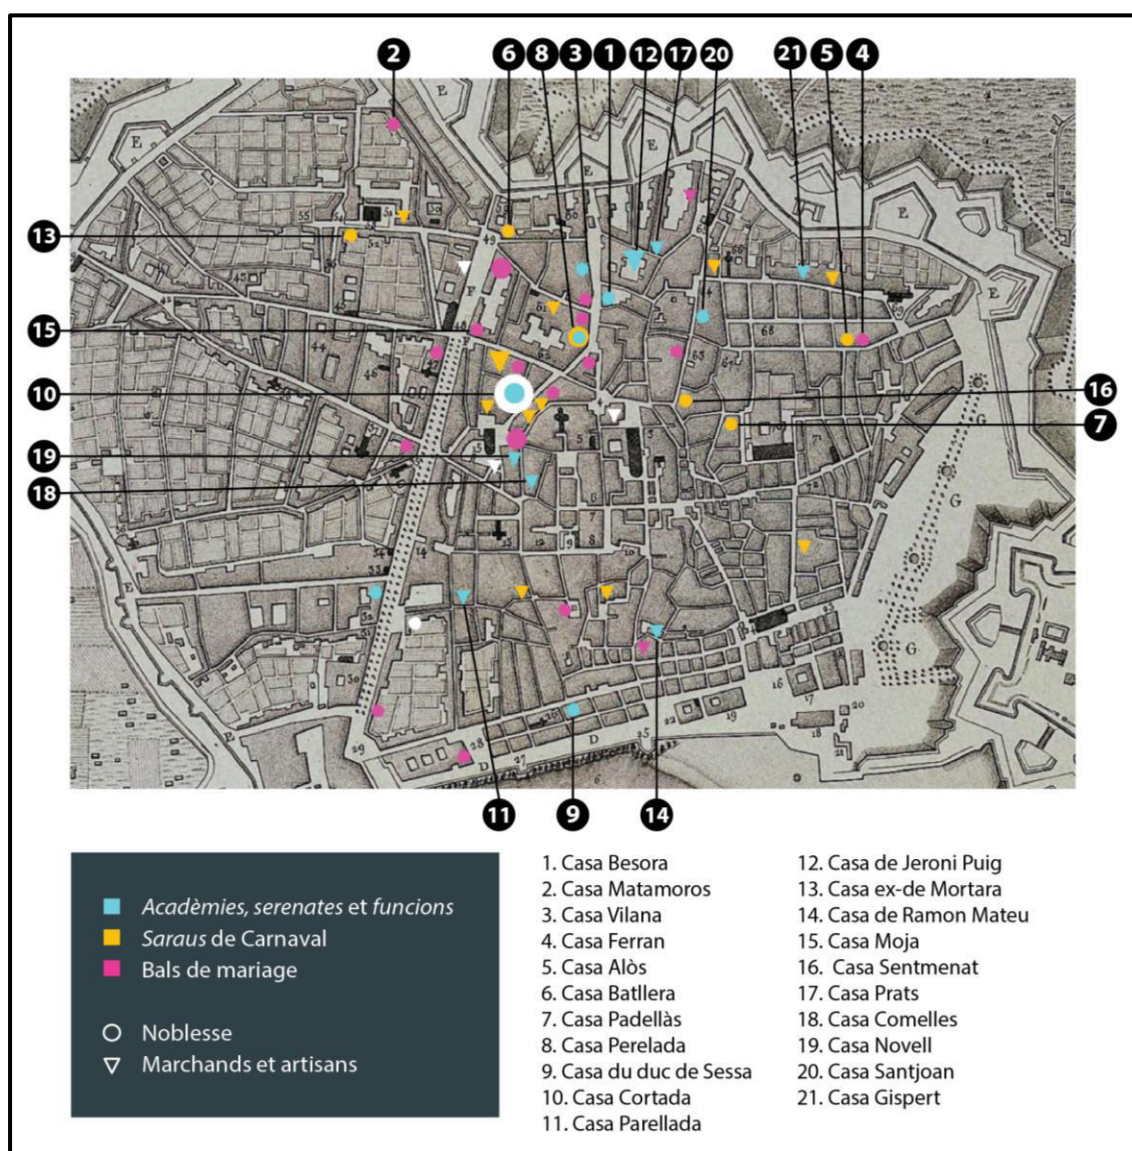 2 6 8 3 1 12 17 20 21 5 4
13
15
10
16
7
19
18
11 9 14
Acadèmies, serenates et funcions
Saraus de Carnaval
Bals de mariage
Noblesse
Marchands et artisans
1. Casa Besora
2. Casa Matamoros
3. Casa Vilana
4. Casa Ferran
5. Casa Alòs
6. Casa Batllera
7. Casa Padellàs
8. Casa Perelada
9. Casa du duc de Sessa
10. Casa Cortada
11. Casa Parellada
12. Casa de Jeroni Puig
13. Casa ex-de Mortara
14. Casa de Ramon Mateu
15. Casa Moja
16. Casa Sentmenat
17. Casa Prats
18. Casa Comelles
19. Casa Novell
20. Casa Santjoan
21. Casa Gispert